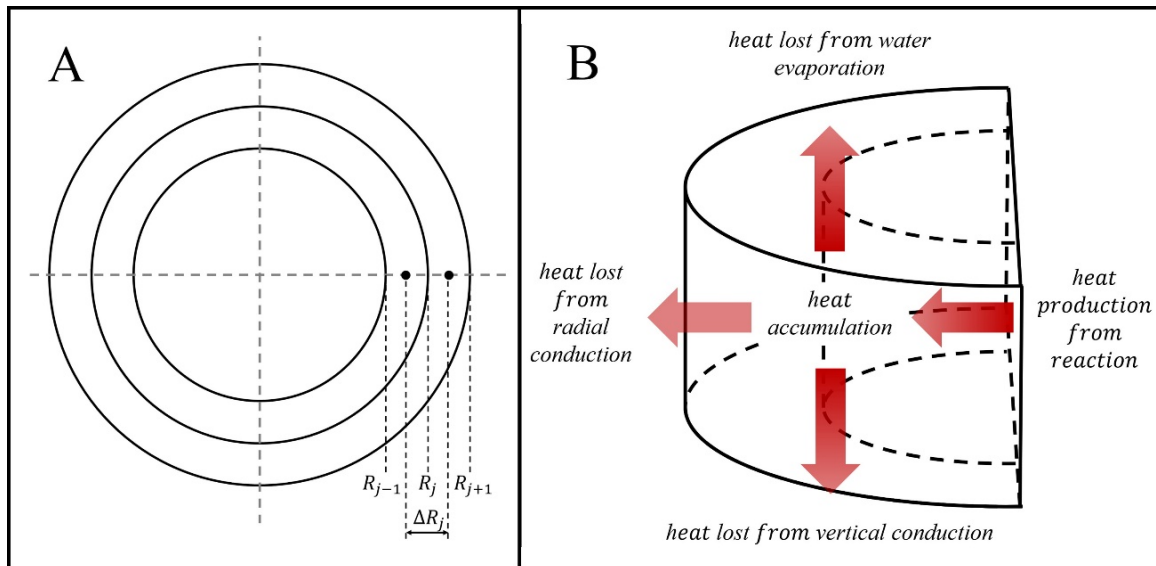 A
R_{j-1}
R_j
R_{j+1}
ΔR_j
B
heat lost from water
evaporation
heat lost
from
radial
conduction
heat
accumulation
heat
production
from
reaction
heat lost from vertical conduction